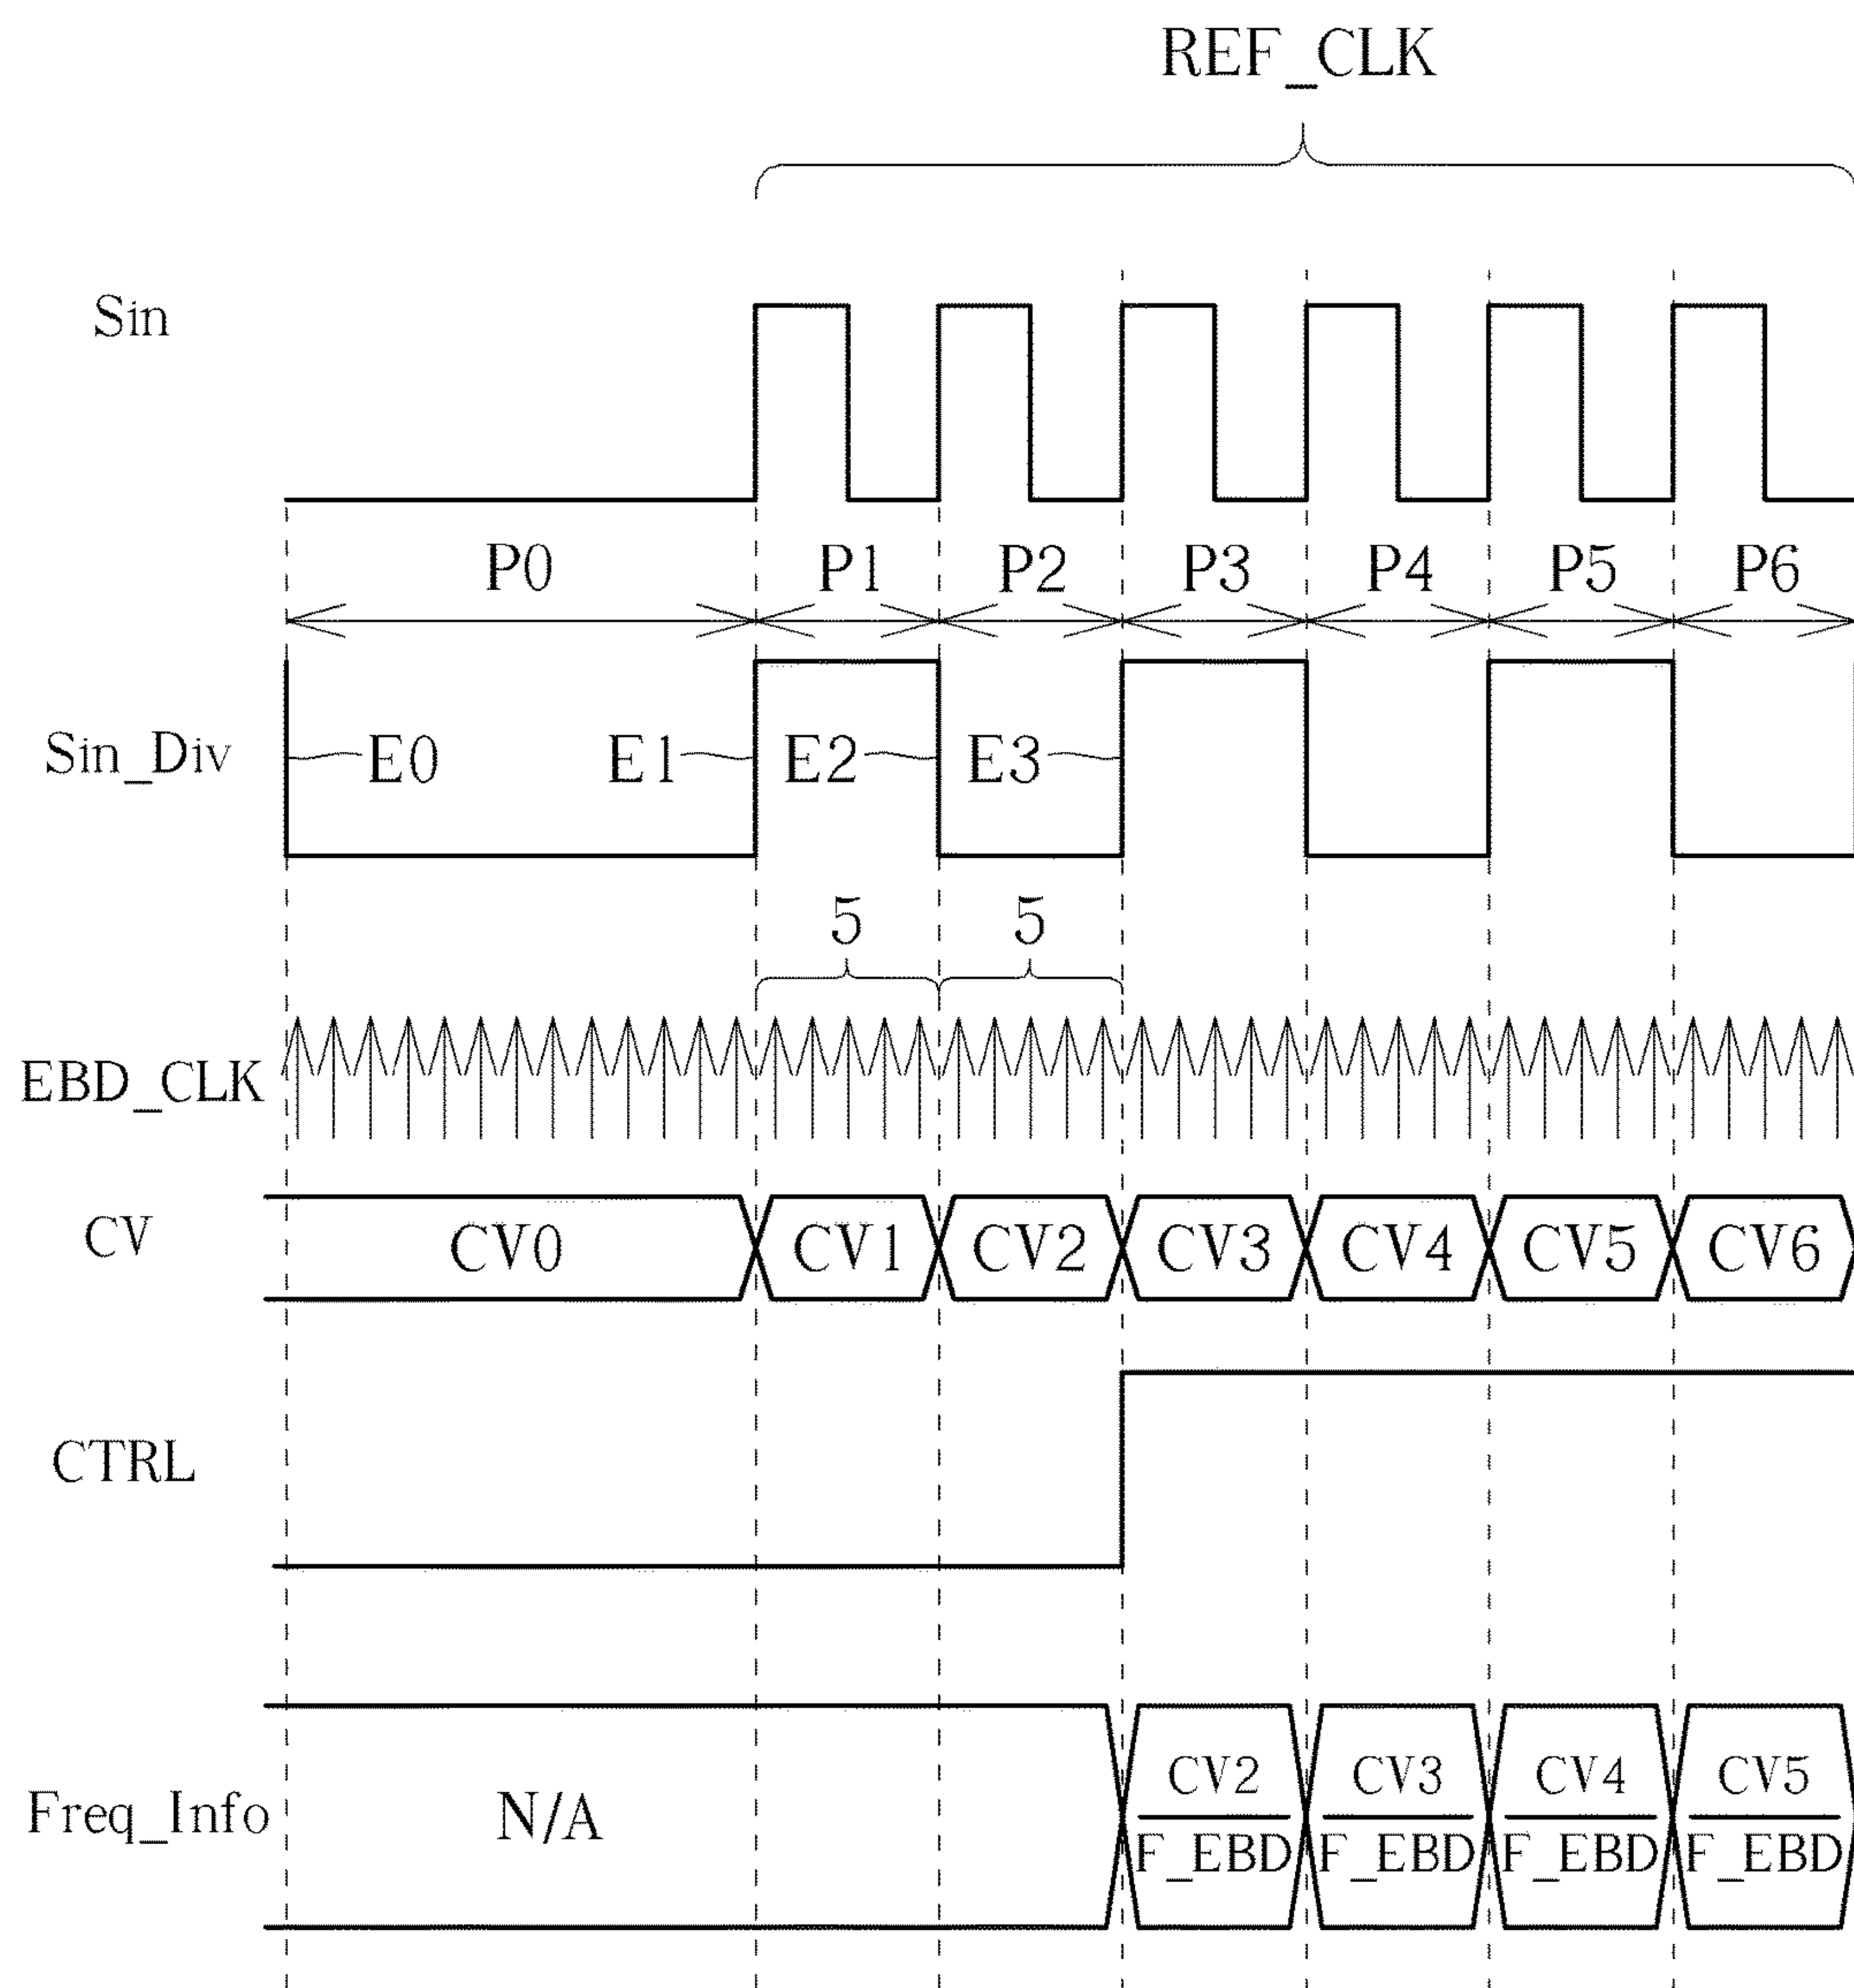 REF_CLK
Sin
P0 P1 P2 P3 P4 P5 P6
Sin_Div E0 E1 E2 E3
5 5
EBD_CLK
CV CV0 CV1 CV2 CV3 CV4 CV5 CV6
CTRL
CV2 CV3 CV4 CV5
Freq_Info N/A
F_EBD F_EBD F_EBD F_EBD